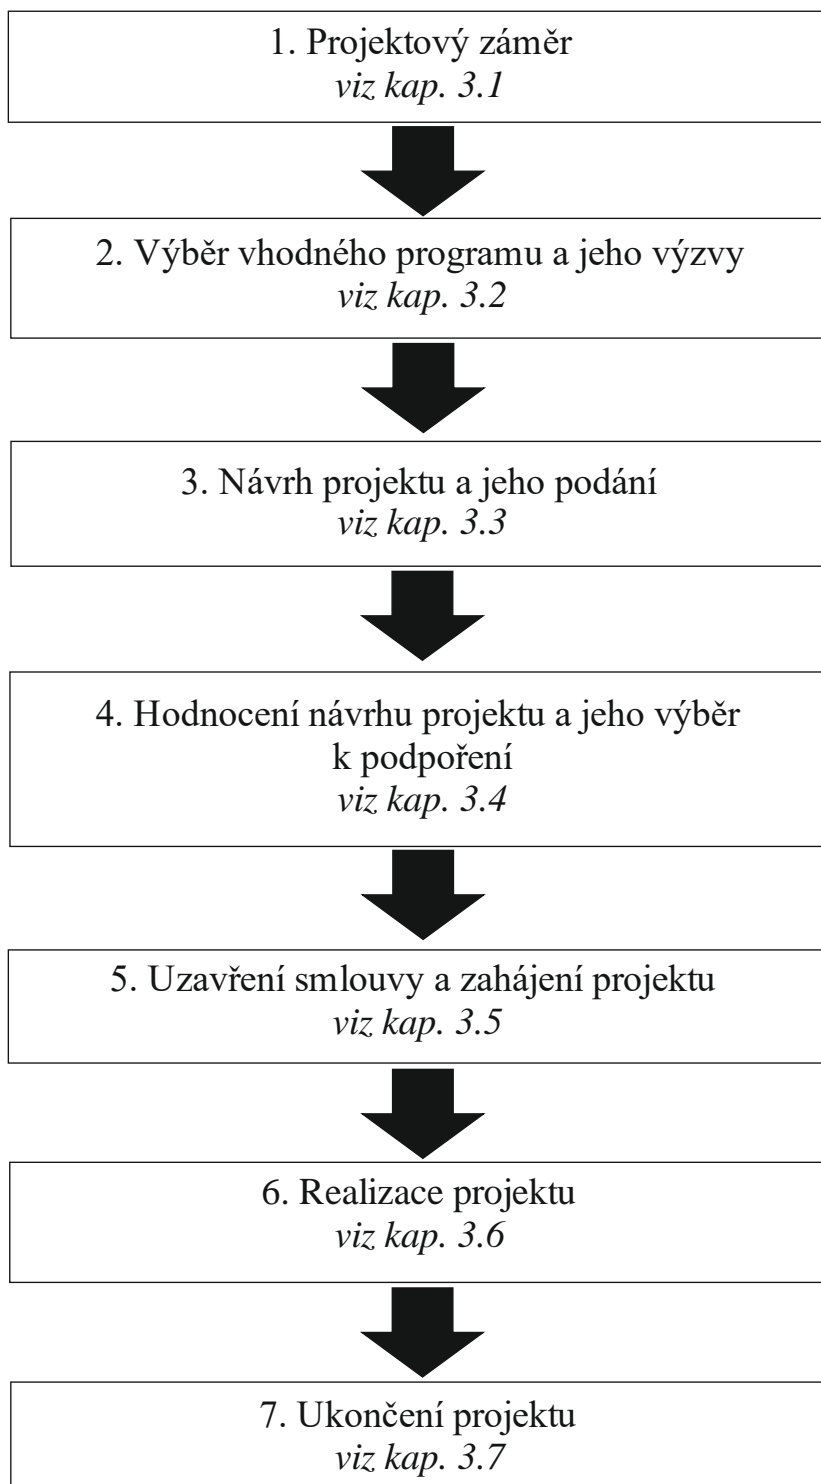 1. Projektový záměr
viz kap. 3.1
2. Výběr vhodného programu a jeho výzvy
viz kap. 3.2
3. Návrh projektu a jeho podání
viz kap. 3.3
4. Hodnocení návrhu projektu a jeho výběr
k podpoření
viz kap. 3.4
5. Uzavření smlouvy a zahájení projektu
viz kap. 3.5
6. Realizace projektu
viz kap. 3.6
7. Ukončení projektu
viz kap. 3.7